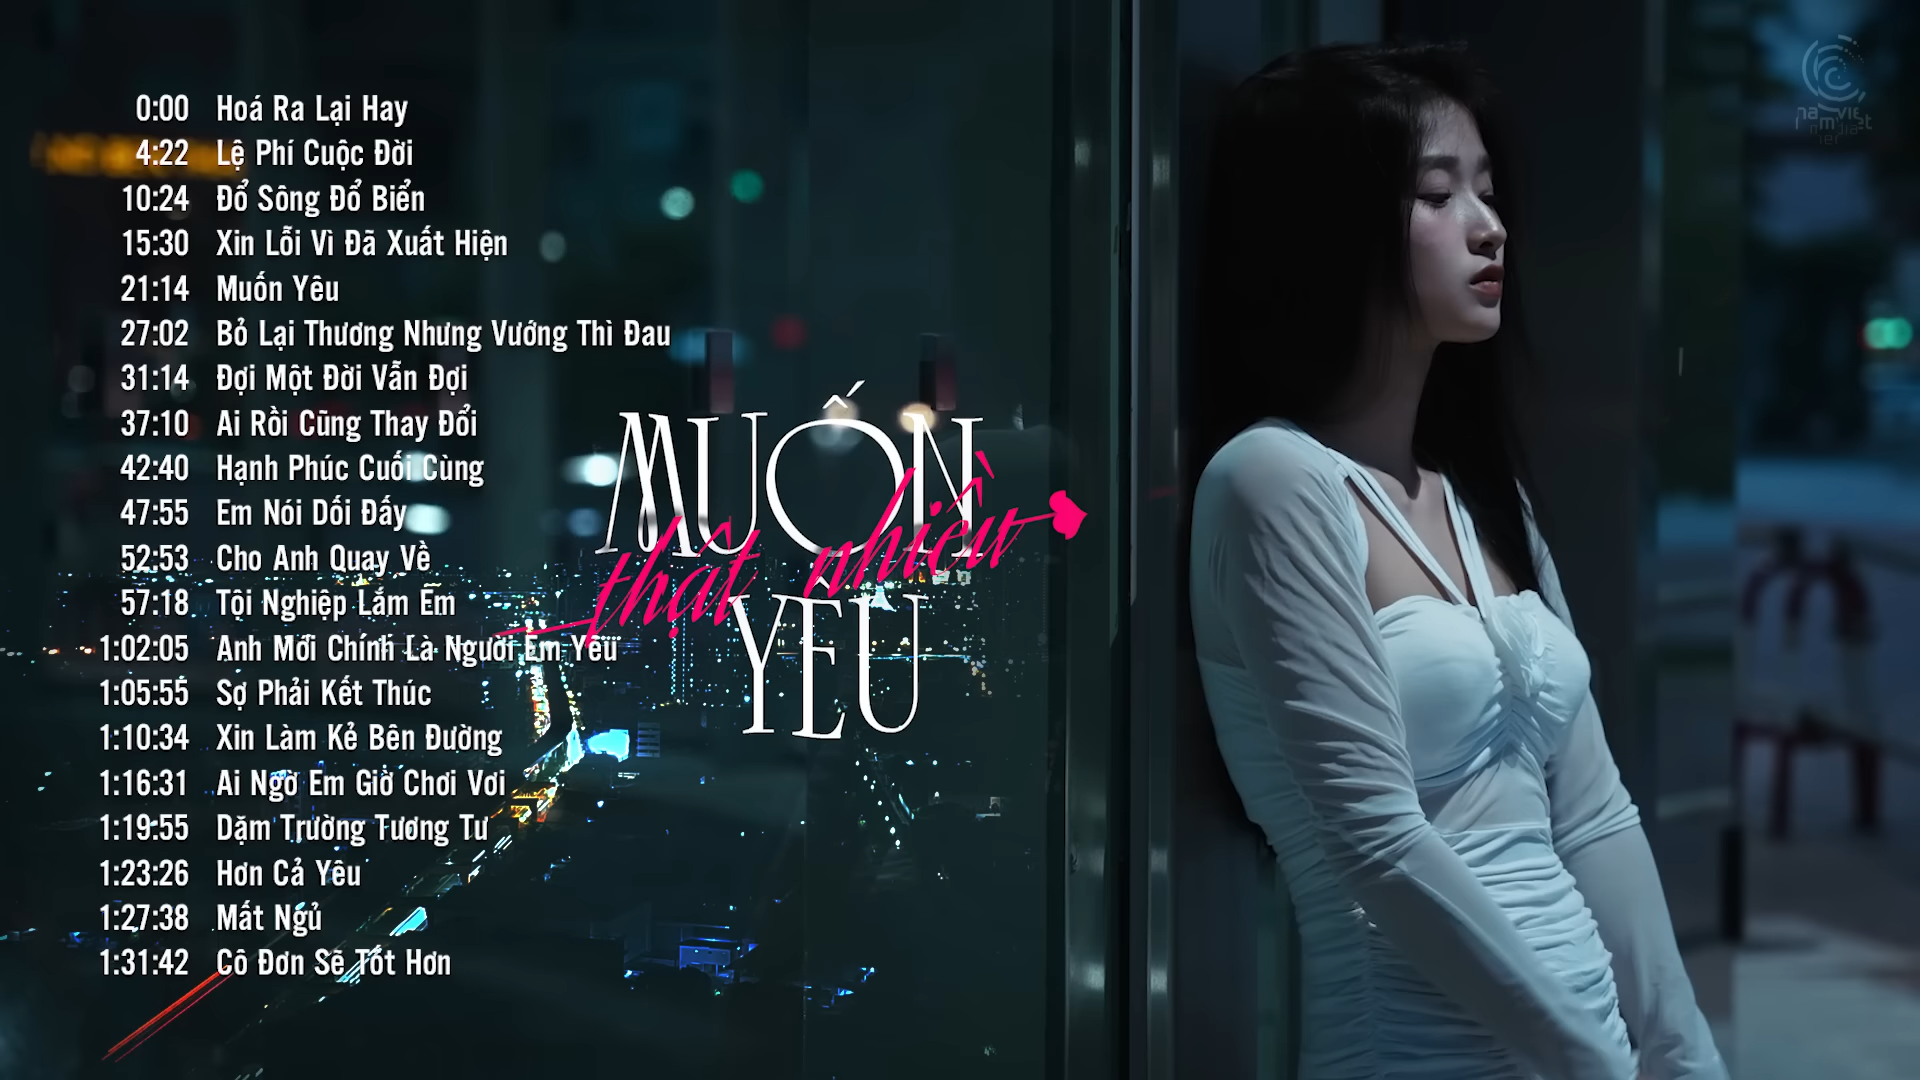 0:00 Hoá Ra Lại Hay
4:22 Lệ Phí Cuộc Đời
10:24 Đổ Sông Đổ Biển
15:30 Xin Lỗi Vì Đã Xuất Hiện
21:14 Muốn Yêu
27:02 Bỏ Lại Thương Nhưng Vướng Thì Đau
31:14 Đợi Một Đời Vẫn Đợi
37:10 Ai Rồi Cũng Thay Đổi
42:40 Hạnh Phúc Cuối Cùng
47:55 Em Nói Dối Đấy
52:53 Cho Anh Quay Về
57:18 Tội Nghiệp Lắm Em
1:02:05 Anh Mới Chính Là Người Em Yêu
1:05:55 Sợ Phải Kết Thúc
1:10:34 Xin Làm Kẻ Bên Đường
1:16:31 Ai Ngờ Em Giờ Chơi Vơi
1:19:55 Dặm Trường Tương Tư
1:23:26 Hơn Cả Yêu
1:27:38 Mất Ngủ
1:31:42 Cô Đơn Sẽ Tốt Hơn
MUỐN
thật nhiều
YÊU